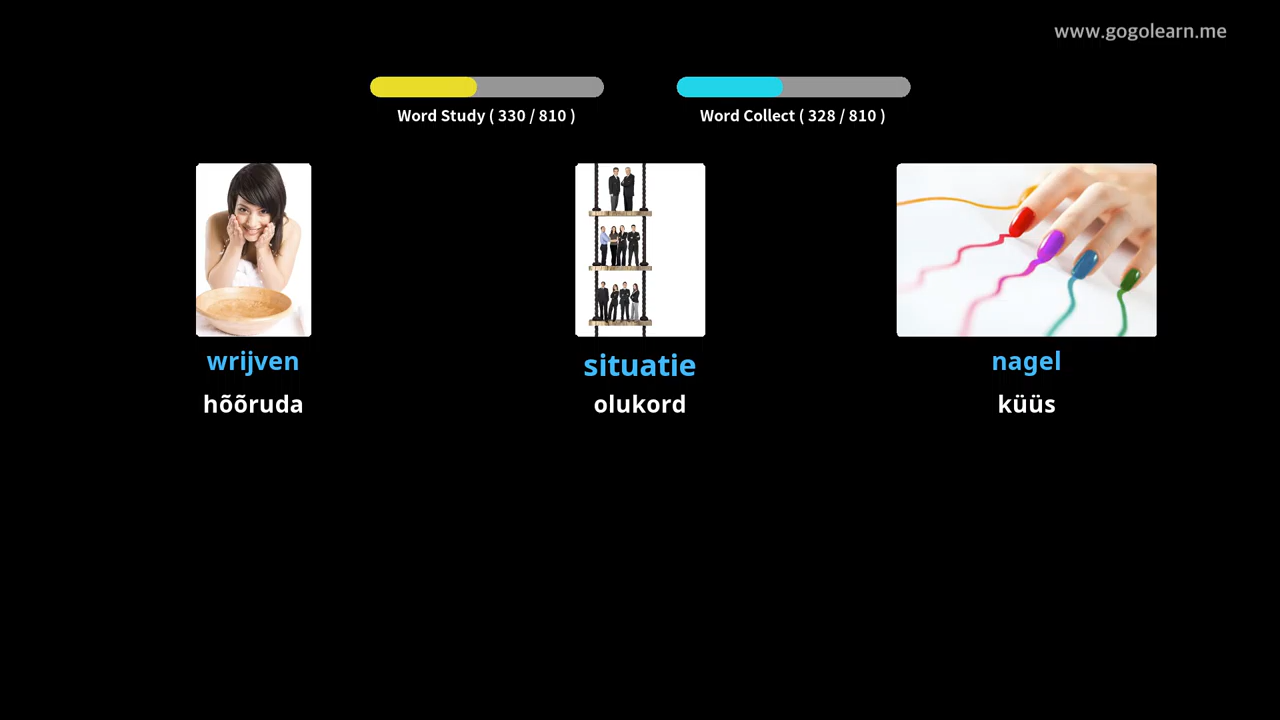 www.gogolearn.me
Word Study ( 330 / 810 )
Word Collect ( 328 / 810 )
wrijven
situatie
nagel
hõõruda
olukord
küüs